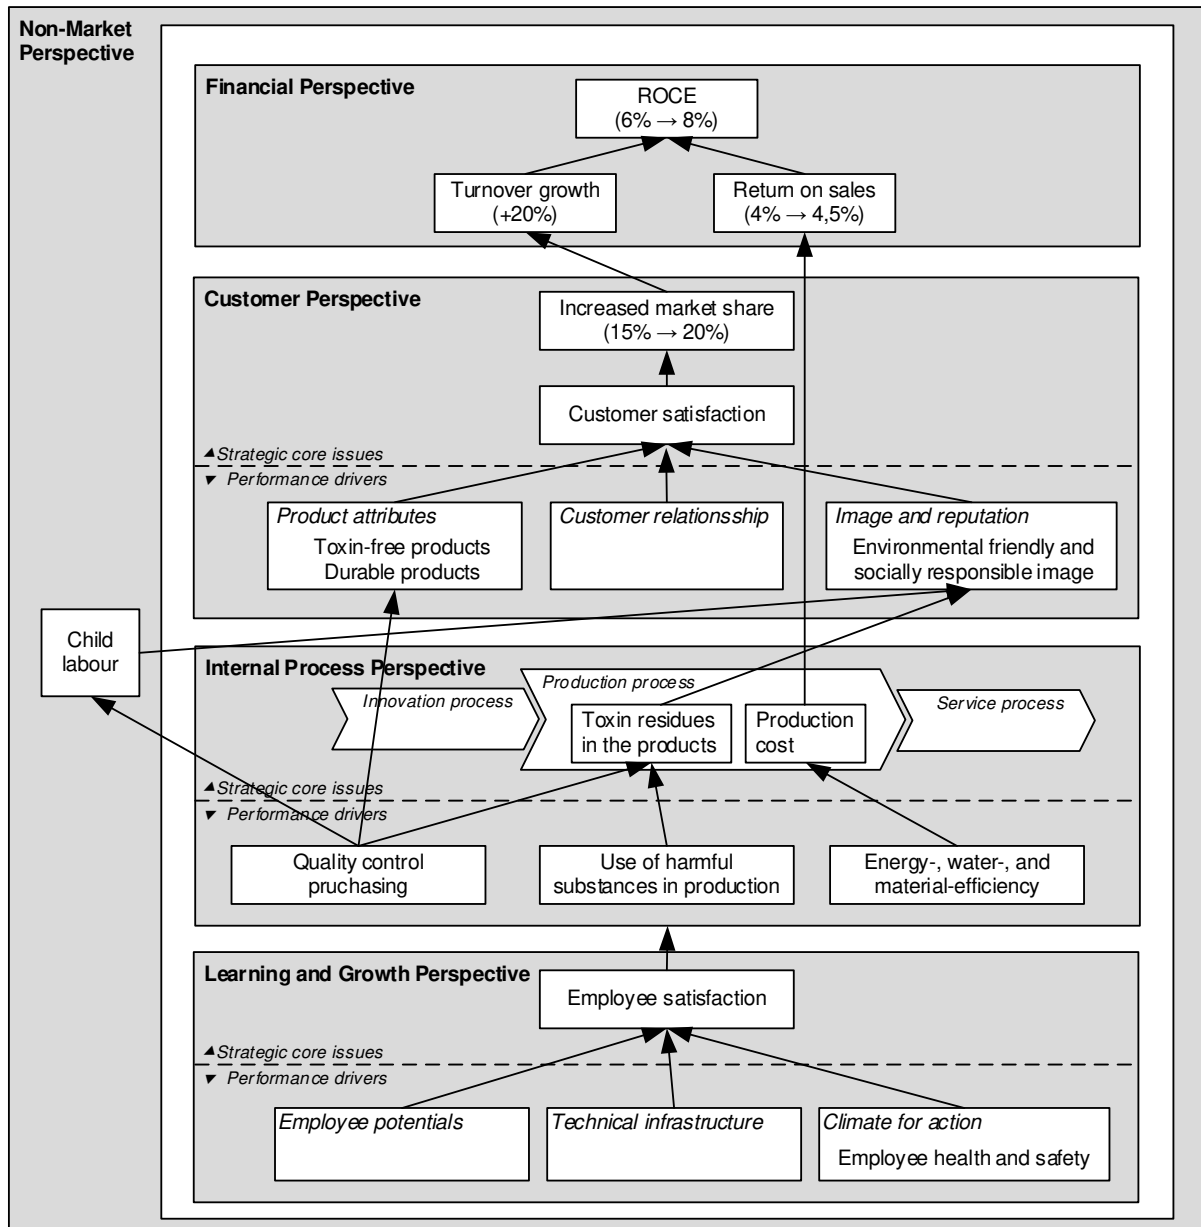 Non-Market
Perspective
Financial Perspective
ROCE
(6% → 8%)
Turnover growth
(+20%)
Return on sales
(4% → 4,5%)
Customer Perspective
Increased market share
(15% → 20%)
Customer satisfaction
Strategic core issues
Performance drivers
Product attributes
Toxin-free products
Durable products
Customer relationsship
Image and reputation
Environmental friendly and
socially responsible image
Child
labour
Internal Process Perspective
Innovation process
Production process
Toxin residues
in the products
Production
cost
Service process
Strategic core issues
Performance drivers
Quality control
pruchasing
Use of harmful
substances in production
Energy-, water-, and
material-efficiency
Learning and Growth Perspective
Employee satisfaction
Strategic core issues
Performance drivers
Employee potentials
Technical infrastructure
Climate for action
Employee health and safety